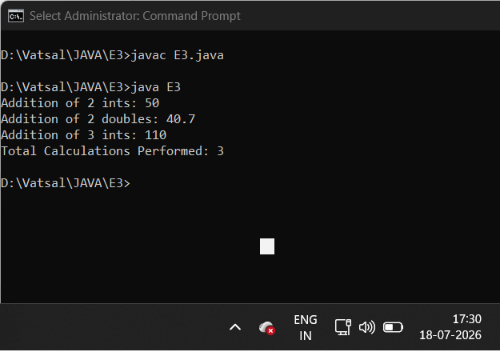 Select Administrator: Command Prompt
D:\Vatsal\JAVA\E3>javac E3.java
D:\Vatsal\JAVA\E3>java E3
Addition of 2 ints: 50
Addition of 2 doubles: 40.7
Addition of 3 ints: 110
Total Calculations Performed: 3
D:\Vatsal\JAVA\E3>
ENG
IN
17:30
18-07-2026